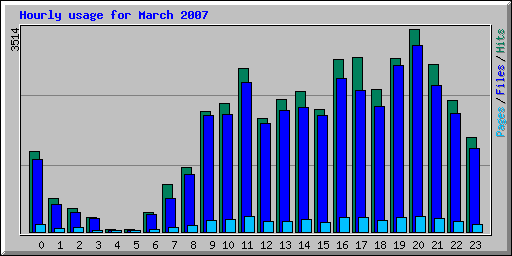 Hourly usage for March 2007
3514
Pages / Files / Hits
0 1 2 3 4 5 6 7 8 9 10 11 12 13 14 15 16 17 18 19 20 21 22 23